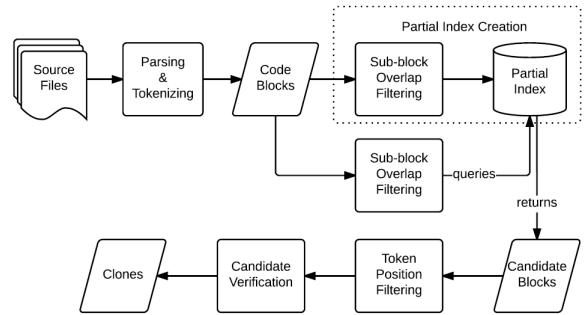 Partial Index Creation
Source
Files
Parsing
&
Tokenizing
Code
Blocks
Sub-block
Overlap
Filtering
Partial
Index
Sub-block
Overlap
Filtering
queries
returns
Clones
Candidate
Verification
Token
Position
Filtering
Candidate
Blocks